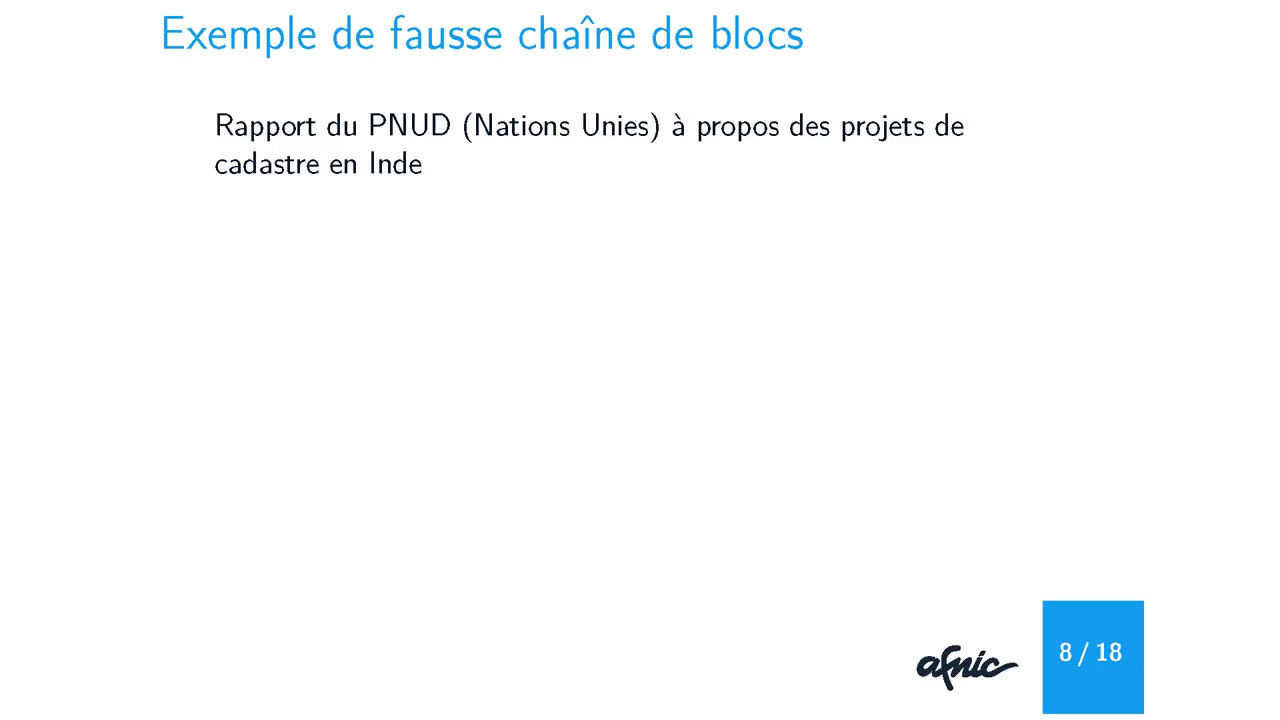 Exemple de fausse chaîne de blocs
Rapport du PNUD (Nations Unies) à propos des projets de
cadastre en Inde
afnic
8 / 18